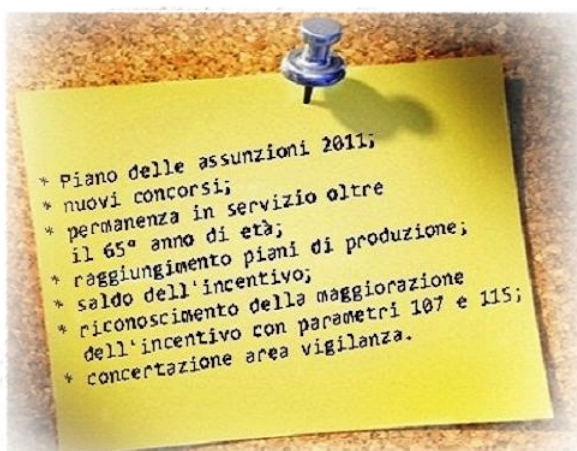 * Piano delle assunzioni 2011;
* nuovi concorsi;
* permanenza in servizio oltre
il 65° anno di età;
* raggiungimento piani di produzione;
* saldo dell'incentivo;
* riconoscimento della maggiorazione
dell'incentivo con parametri 107 e 115;
* concertazione area vigilanza.